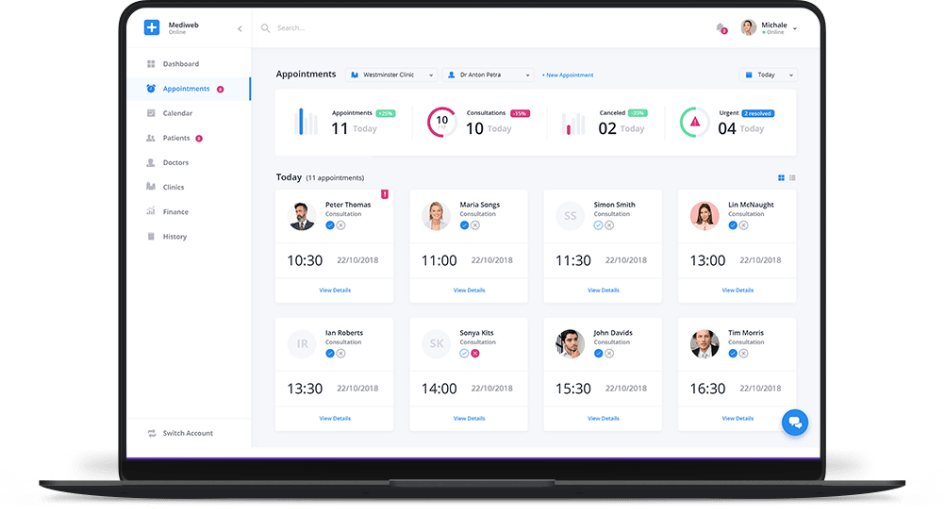 Mediweb
Online
Search...
Michale
Online
Dashboard
Appointments
Calendar
Patients
Doctors
Clinics
Finance
History
Switch Account
Appointments
Westminster Clinic
Dr Anton Petra
+ New Appointment
Today
Appointments +25%
11 Today
10
Consultations -15%
10 Today
Canceled
02 Today
Urgent 2 resolved
04 Today
Today (11 appointments)
Peter Thomas
Consultation
10:30 22/10/2018
View Details
Maria Songs
Consultation
11:00 22/10/2018
View Details
SS
Simon Smith
Consultation
11:30 22/10/2018
View Details
Lin McNaught
Consultation
13:00 22/10/2018
View Details
IR
Ian Roberts
Consultation
13:30 22/10/2018
View Details
SK
Sonya Kits
Consultation
14:00 22/10/2018
View Details
John Davids
Consultation
15:30 22/10/2018
View Details
Tim Morris
Consultation
16:30 22/10/2018
View Details